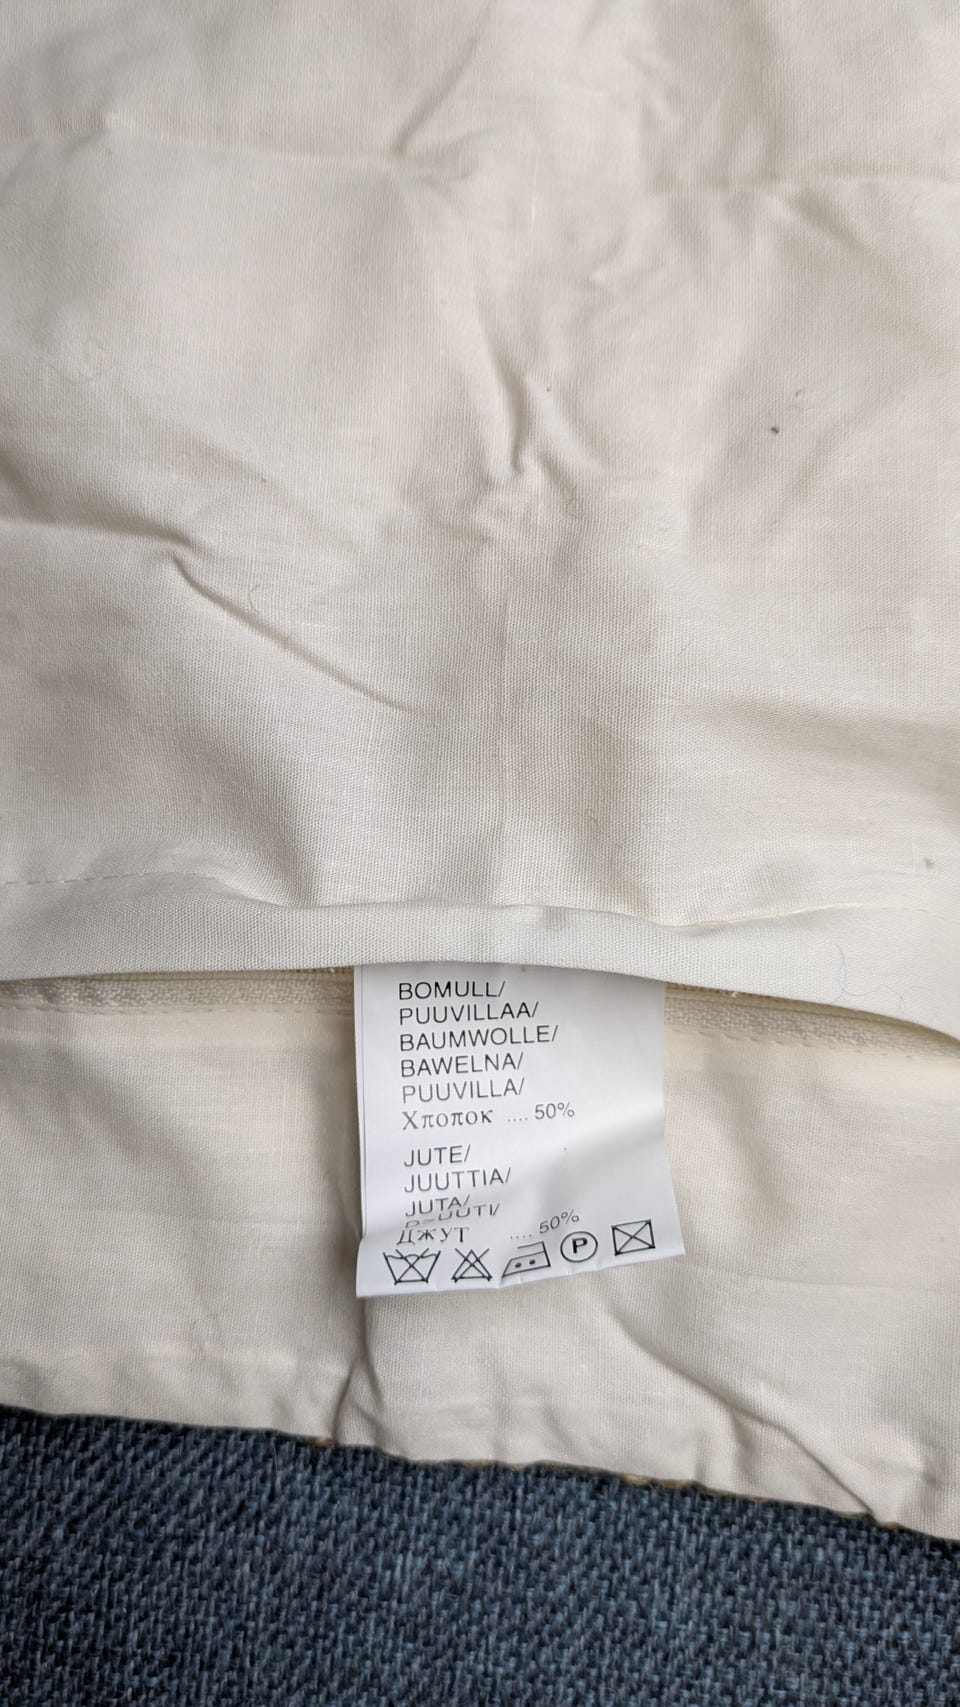 BOMULL/
PUUVILLAA/
BAUMWOLLE/
BAWELNA/
PUUVILLA/
Хлопок .... 50%
JUTE/
JUUTTIA/
JUTA/
Джут .... 50%
P